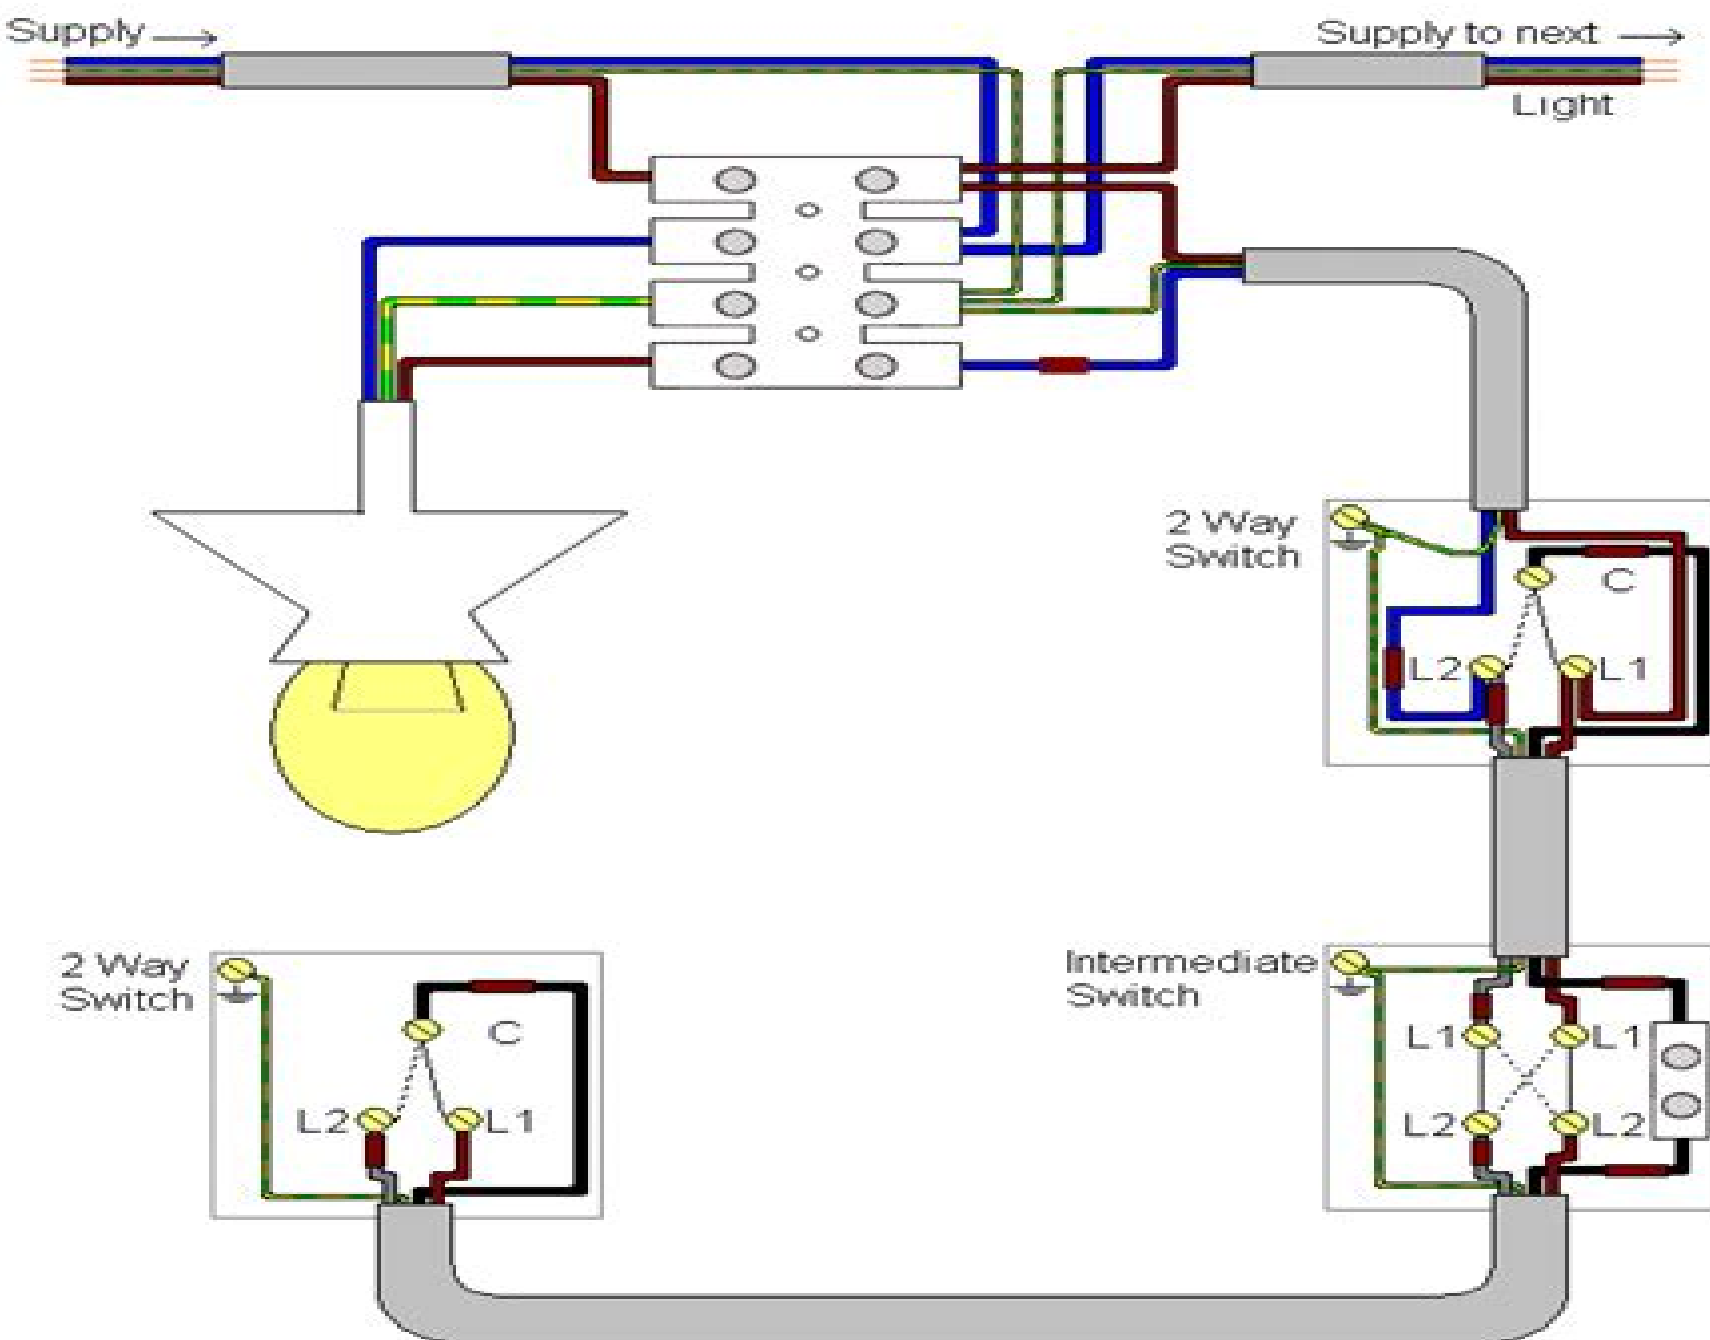 Supply
Supply to next
Light
2 Way
Switch
C
L2
L1
2 Way
Switch
C
L2
L1
Intermediate
Switch
L1
L1
L2
L2